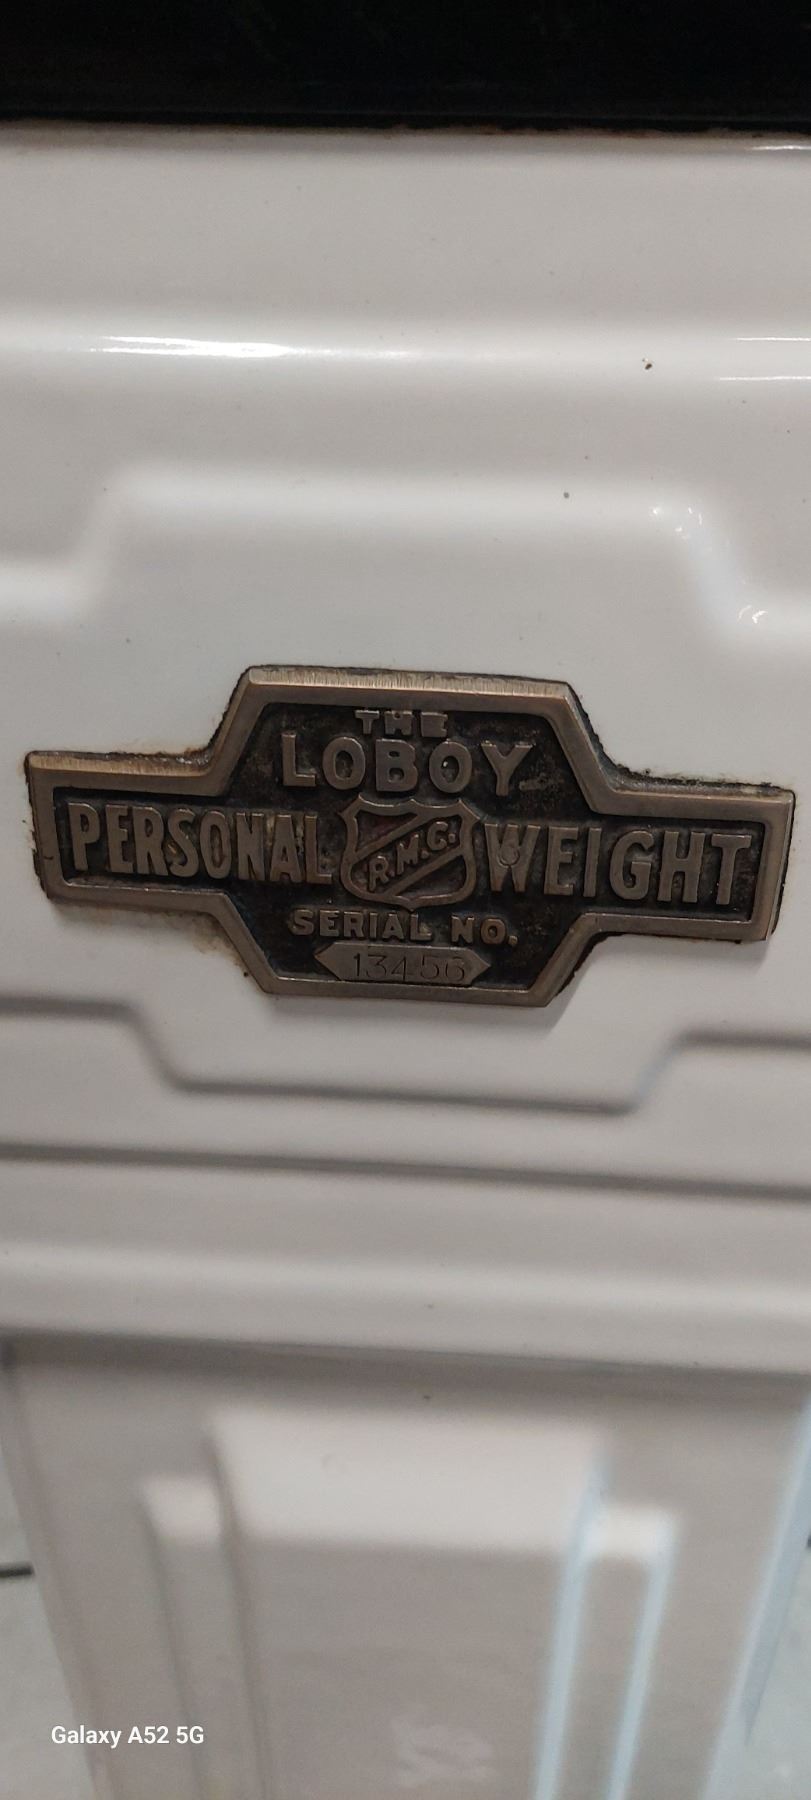 THE
LOBOY
PERSONAL R.M.C. WEIGHT
SERIAL NO.
13456
Galaxy A52 5G